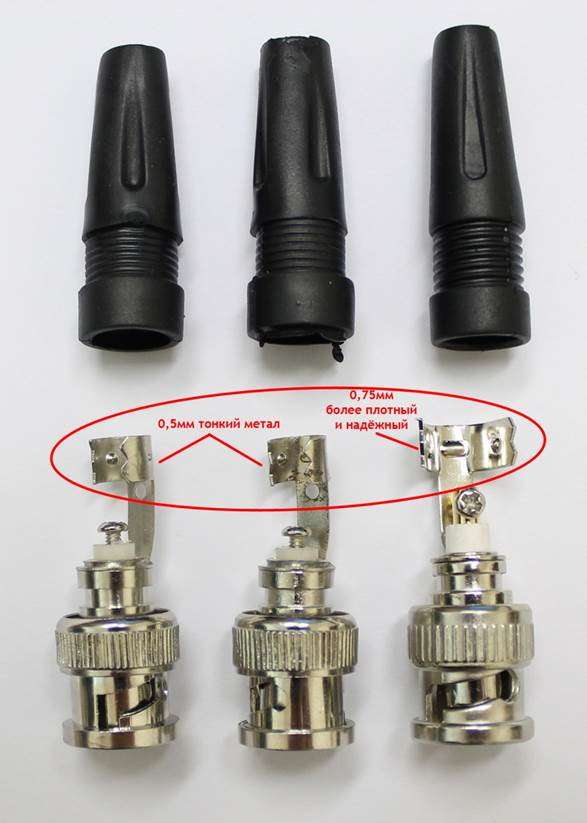 0,5мм тонкий метал
0,75мм
более плотный
и надёжный